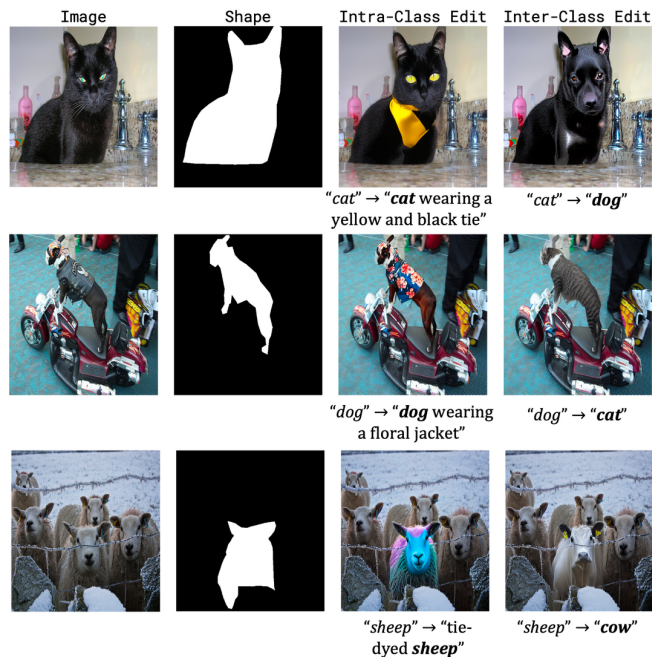 Image Shape Intra-Class Edit Inter-Class Edit
“cat” → “cat wearing a
yellow and black tie”
“cat” → “dog”
“dog” → “dog wearing
a floral jacket”
“dog” → “cat”
“sheep” → “tie-
dyed sheep”
“sheep” → “cow”